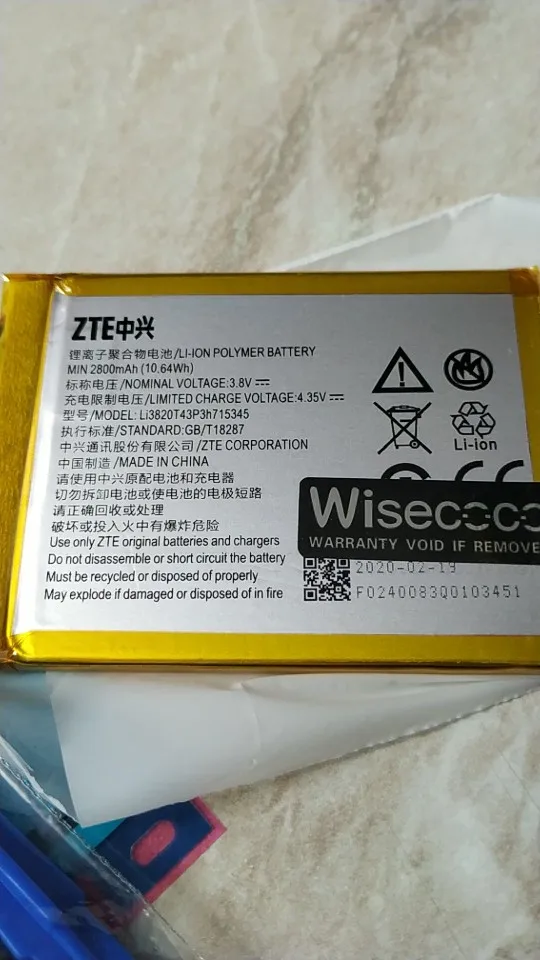 ZTE中兴
锂离子聚合物电池/LI-ION POLYMER BATTERY
MIN 2800mAh (10.64Wh)
标称电压/NOMINAL VOLTAGE:3.8V⎓
充电限制电压/LIMITED CHARGE VOLTAGE:4.35V⎓
型号/MODEL: Li3820T43P3h715345
执行标准/STANDARD:GB/T18287
中兴通讯股份有限公司/ZTE CORPORATION
中国制造/MADE IN CHINA
请使用中兴原配电池和充电器
切勿拆卸电池或使电池的电极短路
请正确回收或处理
破坏或投入火中有爆炸危险
Use only ZTE original batteries and chargers
Do not disassemble or short circuit the battery
Must be recycled or disposed of properly
May explode if damaged or disposed of in fire
Li-ion
Wisecoco
WARRANTY VOID IF REMOVE
2020-02-19
F0240083Q0103451